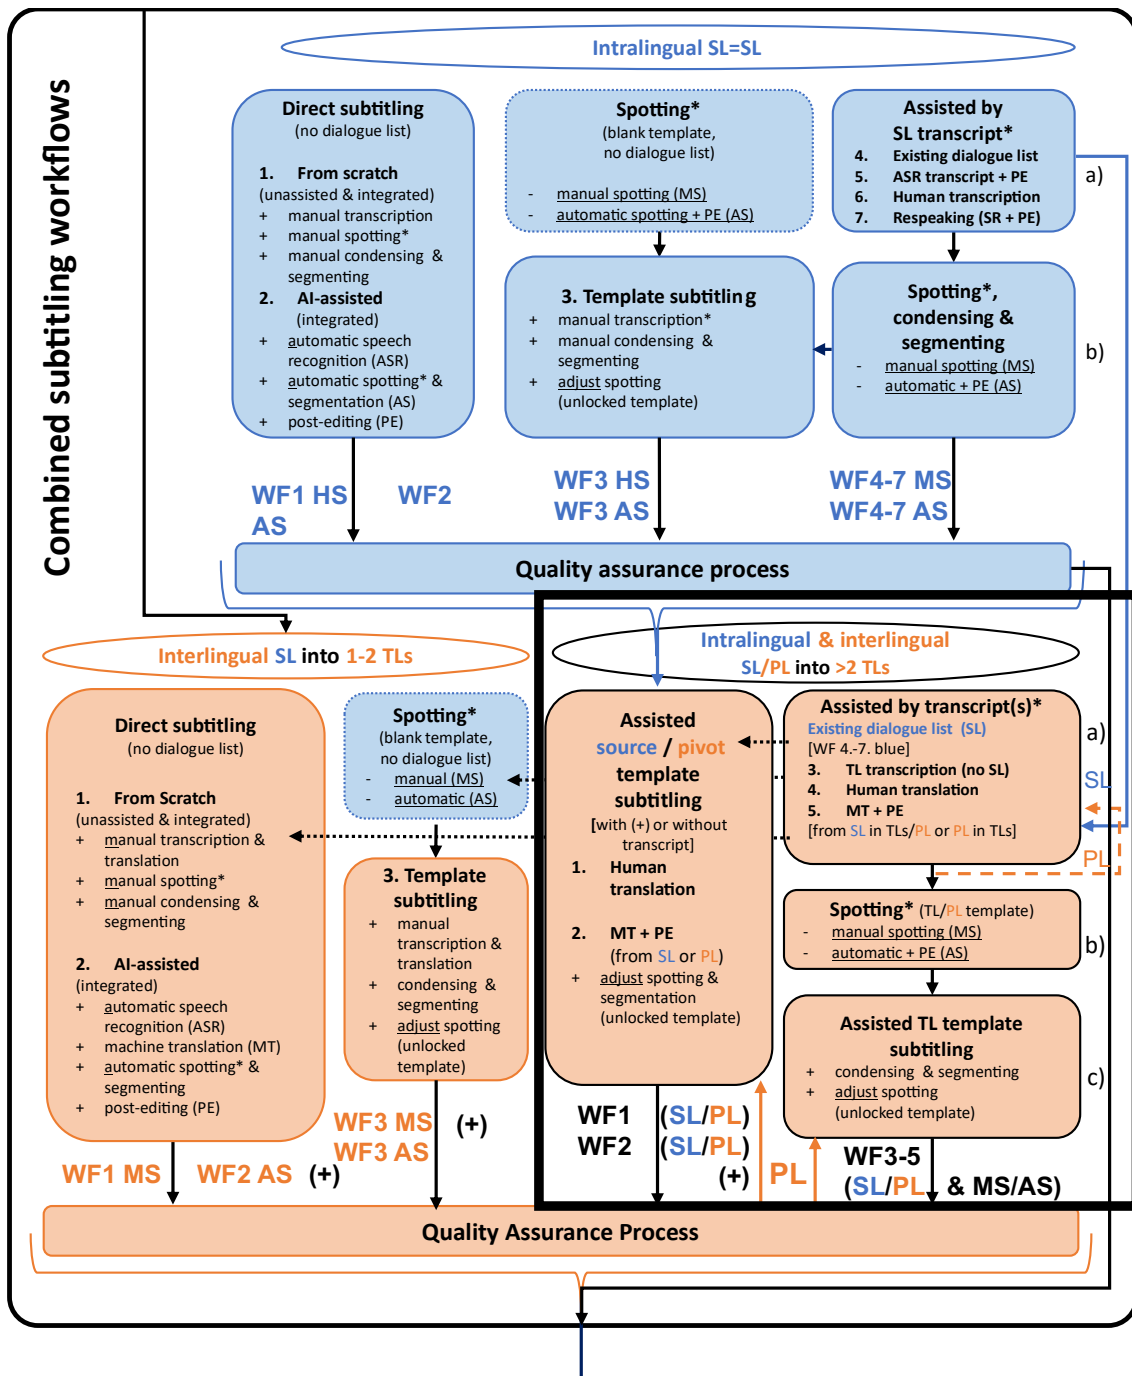 Combined subtitling workflows
Intralingual SL=SL
Direct subtitling
(no dialogue list)
1. From scratch
(unassisted & integrated)
+ manual transcription
+ manual spotting*
+ manual condensing &
segmenting
2. AI-assisted
(integrated)
+ automatic speech
recognition (ASR)
+ automatic spotting* &
segmentation (AS)
+ post-editing (PE)
Spotting*
(blank template,
no dialogue list)
- manual spotting (MS)
- automatic spotting + PE (AS)
Assisted by
SL transcript*
4. Existing dialogue list
5. ASR transcript + PE
6. Human transcription
7. Respeaking (SR + PE)
a)
3. Template subtitling
+ manual transcription*
+ manual condensing &
segmenting
+ adjust spotting
(unlocked template)
Spotting*,
condensing &
segmenting
- manual spotting (MS)
- automatic + PE (AS)
b)
WF1 HS WF2
AS
WF3 HS
WF3 AS
WF4-7 MS
WF4-7 AS
Quality assurance process
Interlingual SL into 1-2 TLs
Intralingual & interlingual
SL/PL into >2 TLs
Direct subtitling
(no dialogue list)
1. From Scratch
(unassisted & integrated)
+ manual transcription &
translation
+ manual spotting*
+ manual condensing &
segmenting
2. AI-assisted
(integrated)
+ automatic speech
recognition (ASR)
+ machine translation (MT)
+ automatic spotting* &
segmenting
+ post-editing (PE)
Spotting*
(blank template,
no dialogue list)
- manual (MS)
- automatic (AS)
3. Template
subtitling
+ manual
transcription &
translation
+ condensing &
segmenting
+ adjust spotting
(unlocked
template)
Assisted
source / pivot
template
subtitling
[with (+) or without
transcript]
1. Human
translation
2. MT + PE
(from SL or PL)
+ adjust spotting &
segmentation
(unlocked template)
Assisted by transcript(s)*
Existing dialogue list (SL)
[WF 4.-7. blue]
3. TL transcription (no SL)
4. Human translation
5. MT + PE
[from SL in TLs/PL or PL in TLs]
a)
SL
PL
Spotting* (TL/PL template)
- manual spotting (MS)
- automatic + PE (AS)
b)
Assisted TL template
subtitling
+ condensing & segmenting
+ adjust spotting
(unlocked template)
c)
WF1 MS WF2 AS (+)
WF3 MS (+)
WF3 AS
WF1 (SL/PL)
WF2 (SL/PL)
(+)
PL
WF3-5
(SL/PL & MS/AS)
Quality Assurance Process